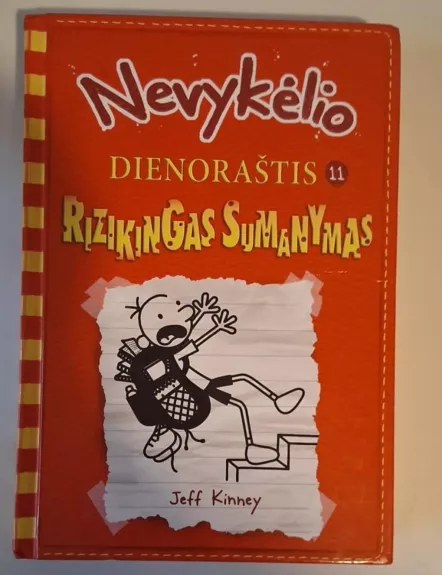 Nevykėlio
DIENORAŠTIS 11
RIZIKINGAS SUMANYMAS
Jeff Kinney